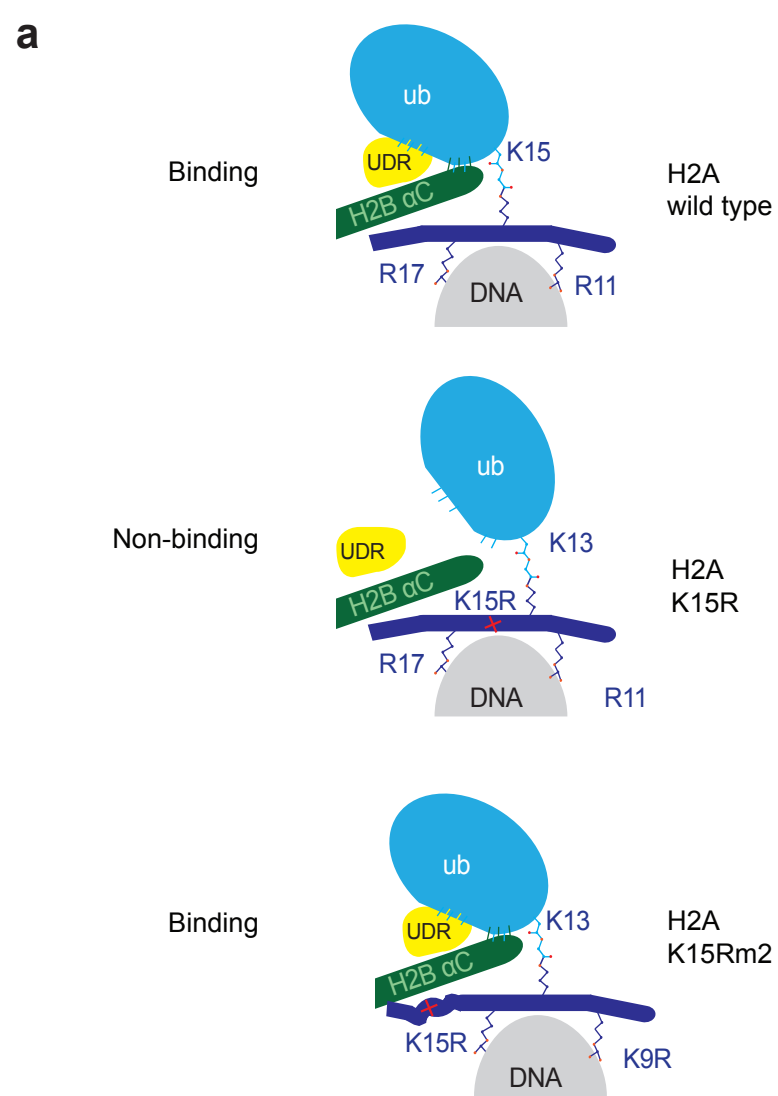 a
ub
Binding
UDR
K15
H2B αC
H2A
wild type
R17
DNA
R11
ub
Non-binding
UDR
K13
H2B αC
K15R
H2A
K15R
R17
DNA
R11
ub
Binding
UDR
K13
H2B αC
H2A
K15Rm2
K15R
DNA
K9R